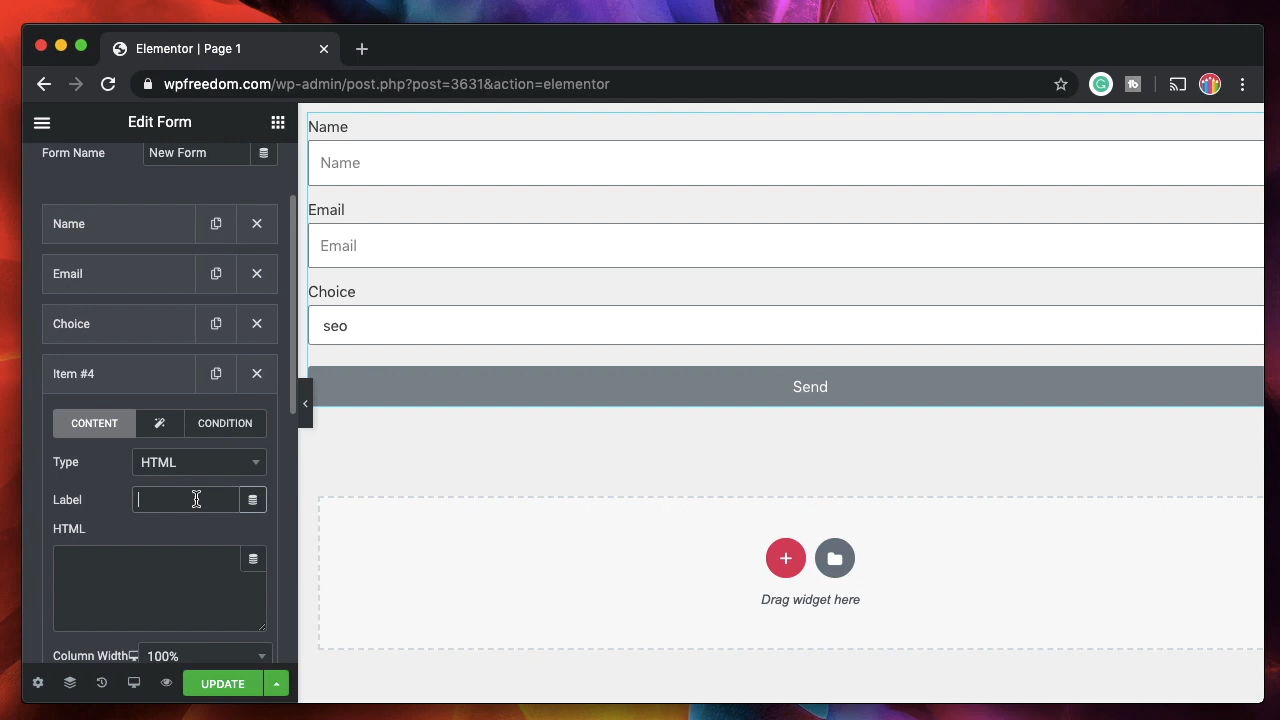 Elementor | Page 1
wpfreedom.com/wp-admin/post.php?post=3631&action=elementor
Edit Form
Form Name
New Form
Name
Email
Choice
Item #4
CONTENT
CONDITION
Type
HTML
Label
HTML
Column Width
100%
UPDATE
Name
Name
Email
Email
Choice
seo
Send
Drag widget here